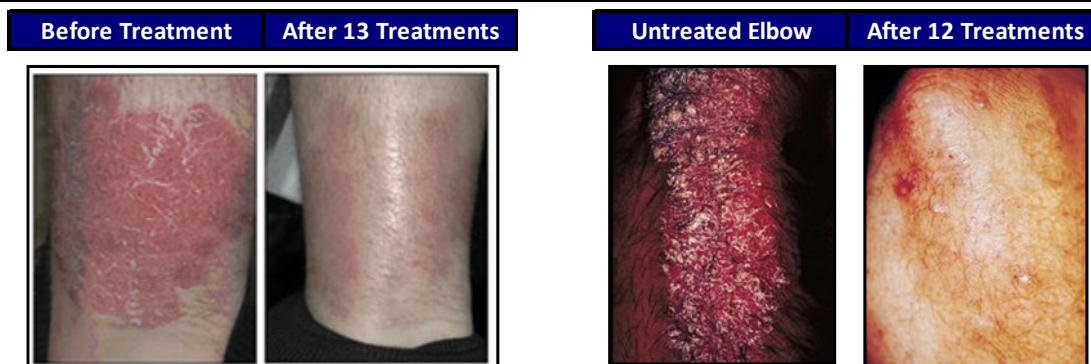 Before Treatment
After 13 Treatments
Untreated Elbow
After 12 Treatments